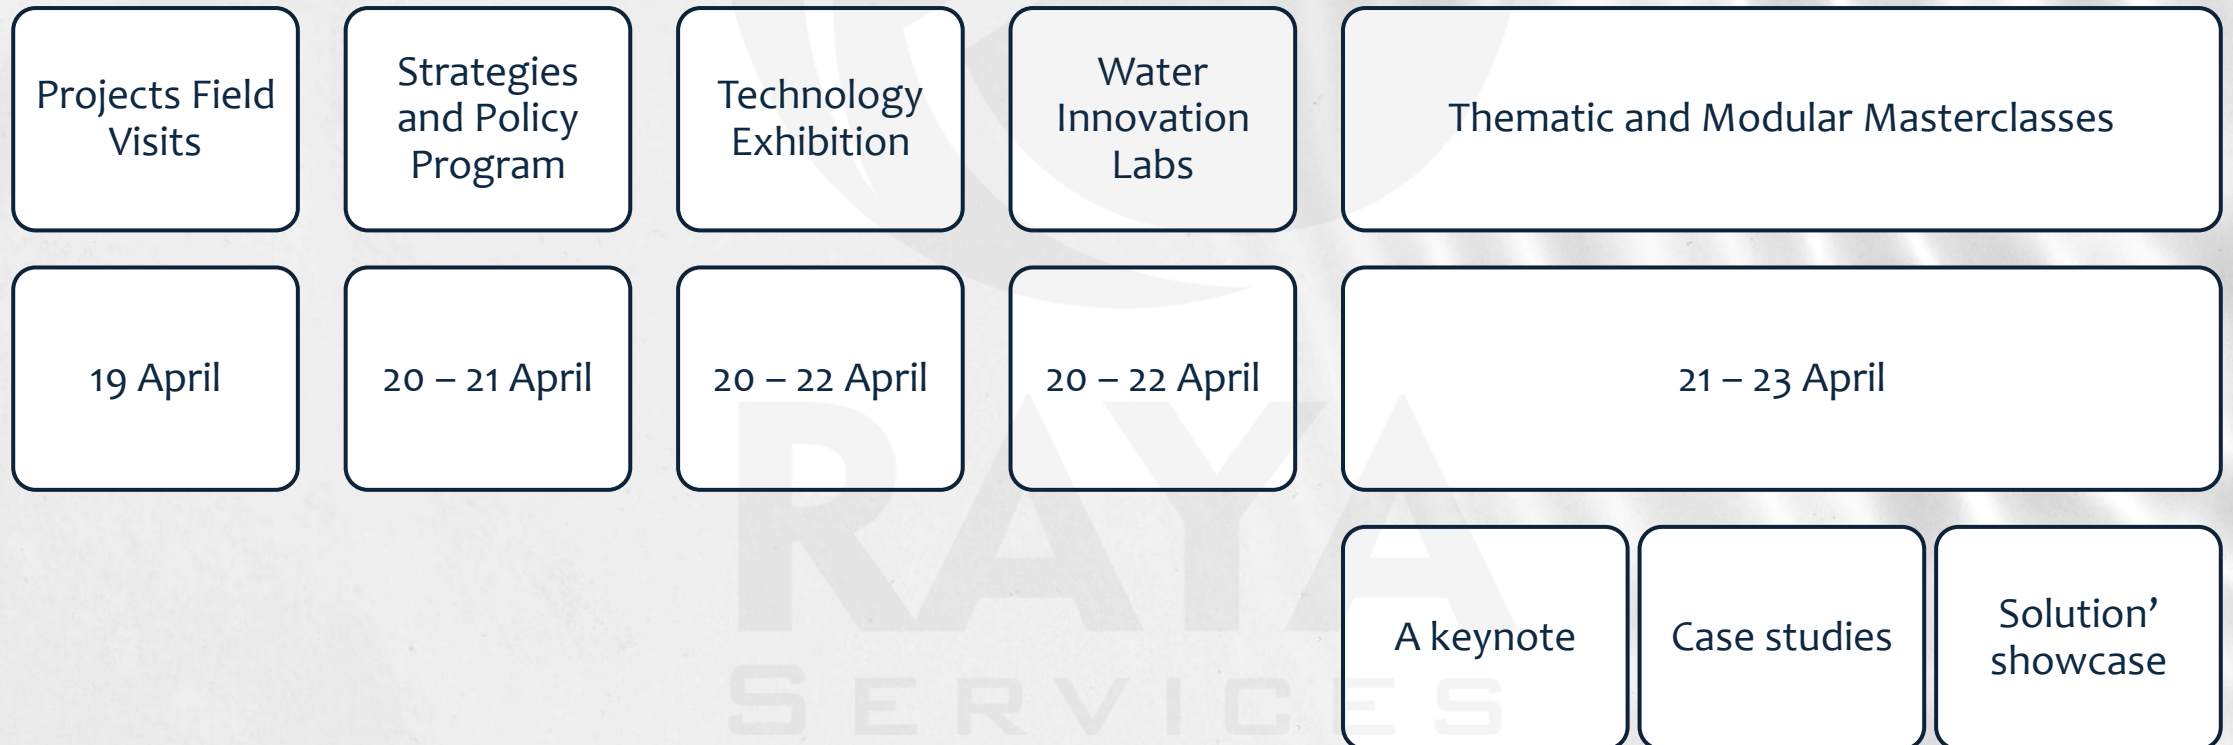 Projects Field
Visits
Strategies
and Policy
Program
Technology
Exhibition
Water
Innovation
Labs
Thematic and Modular Masterclasses
19 April
20 – 21 April
20 – 22 April
20 – 22 April
21 – 23 April
A keynote
Case studies
Solution’
showcase
RAYA
SERVICES